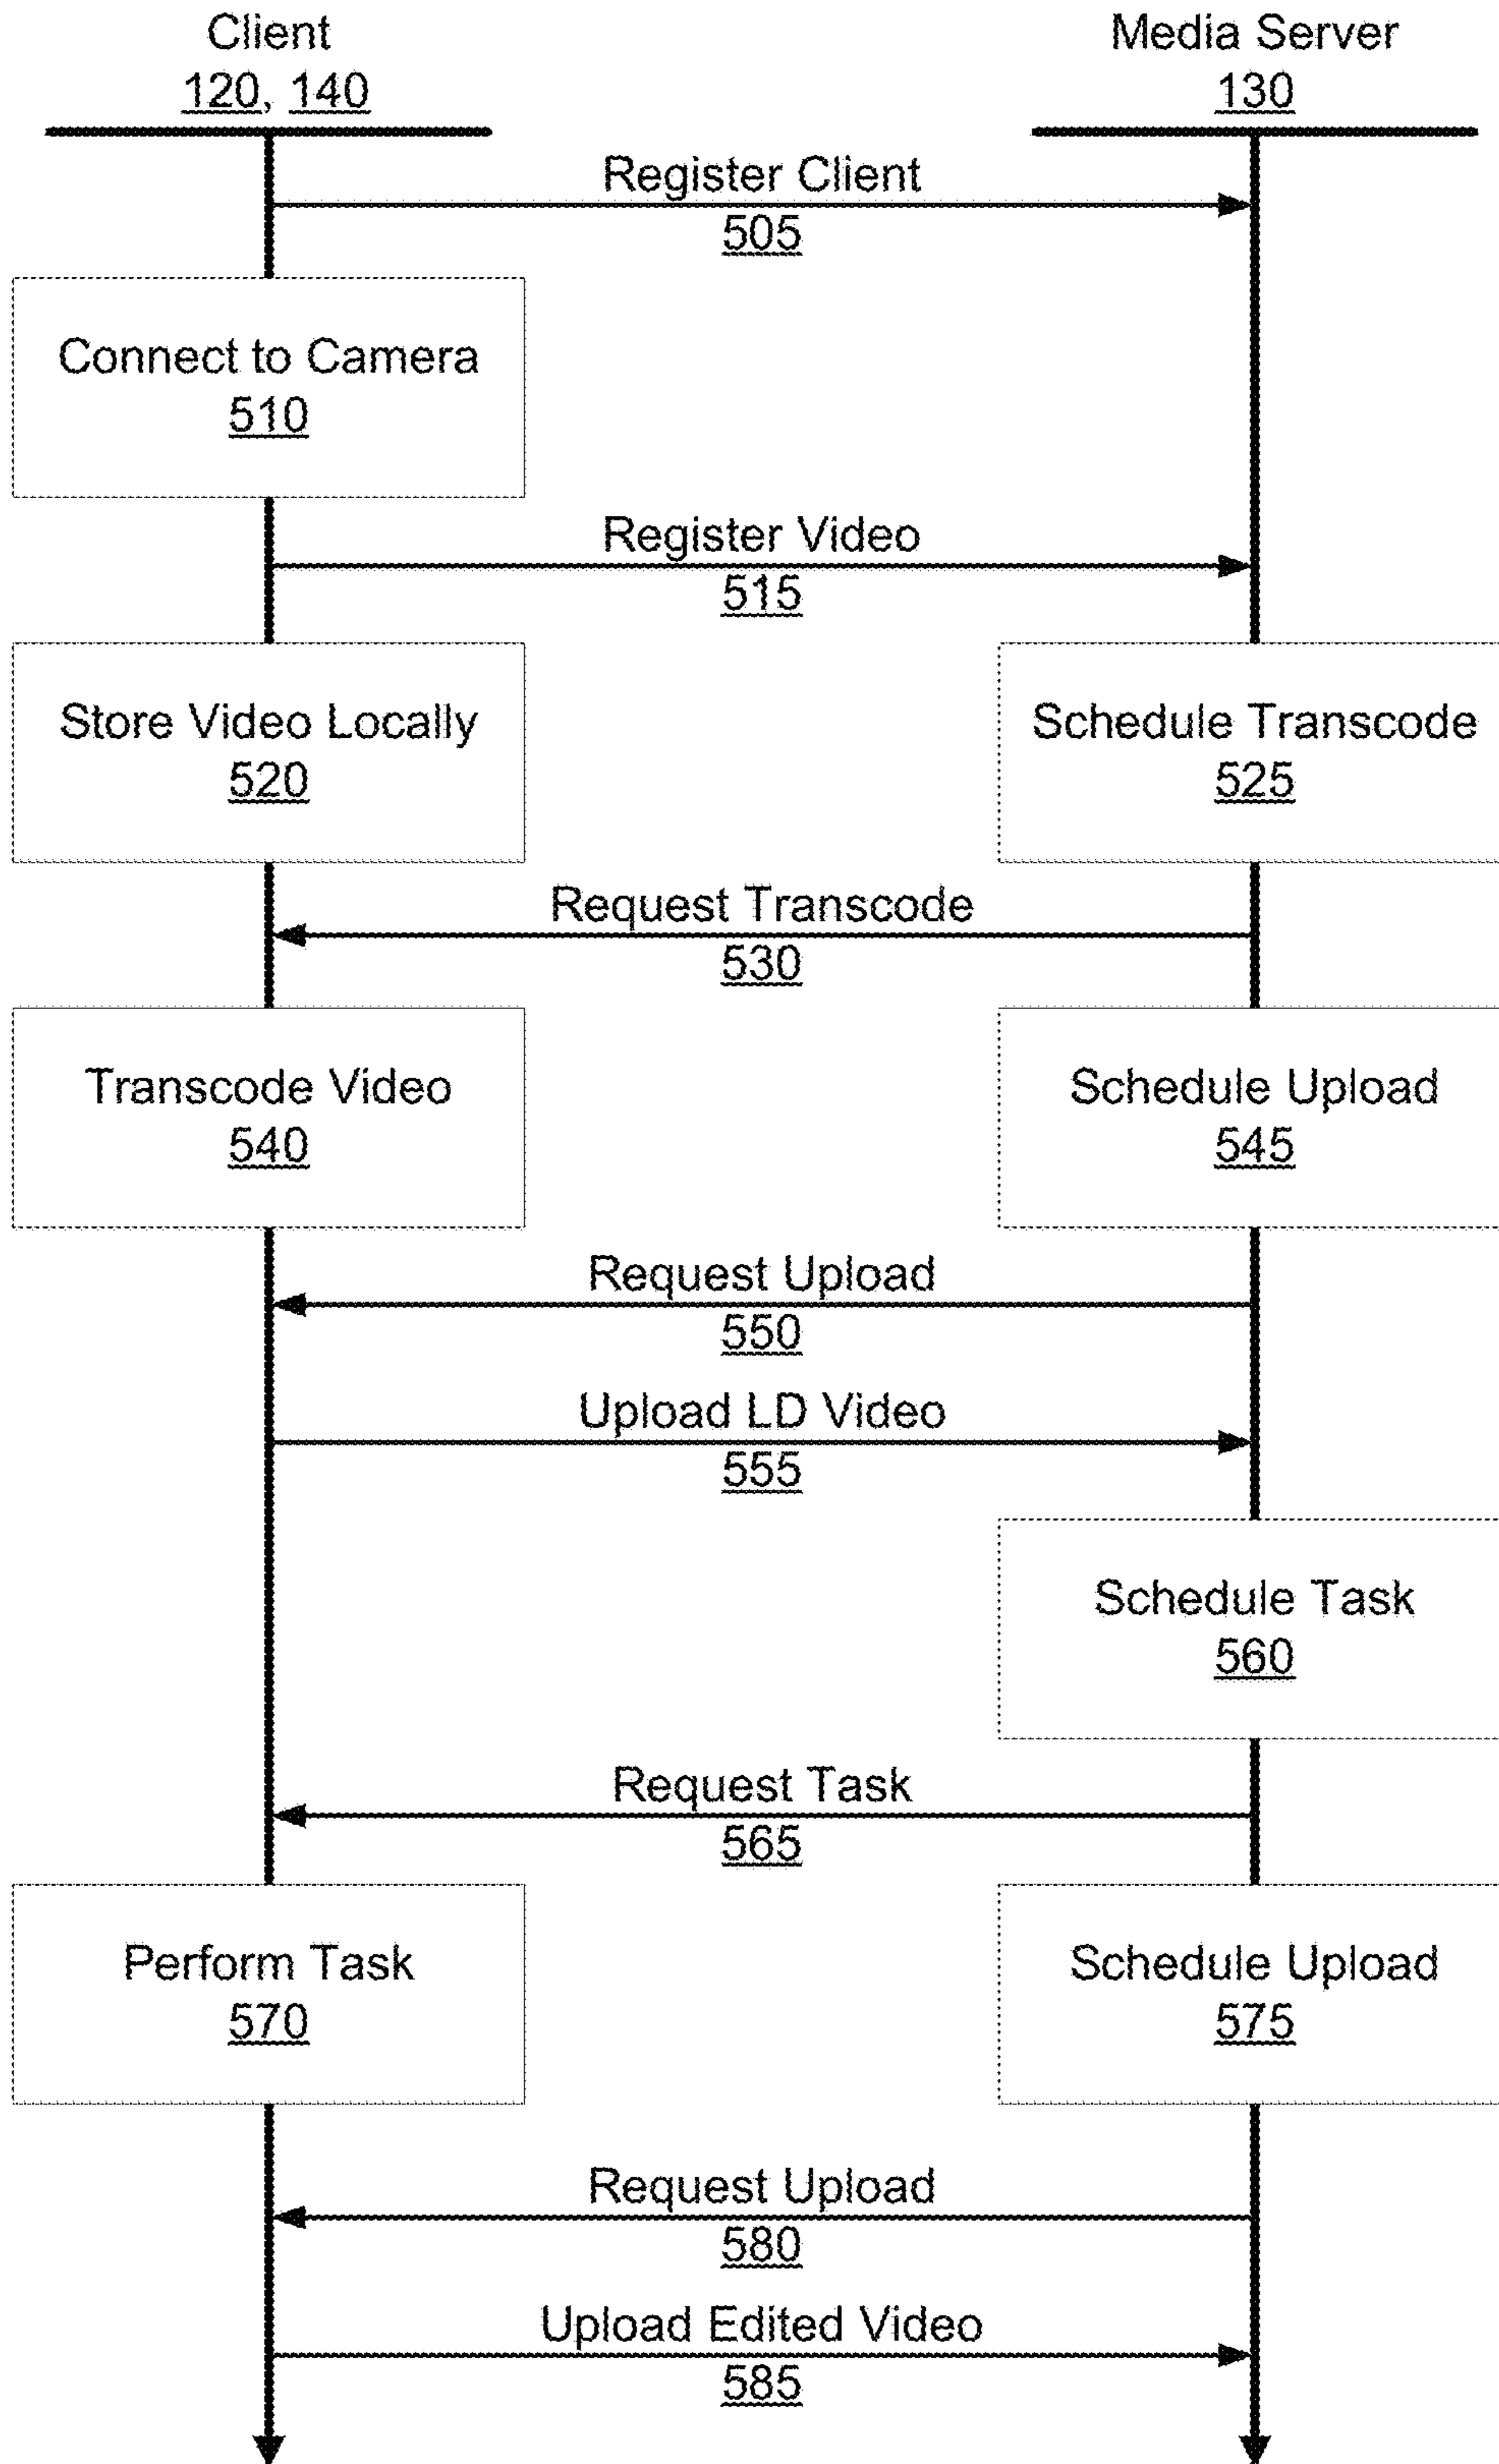 Client
120, 140
Media Server
130
Register Client
505
Connect to Camera
510
Register Video
515
Store Video Locally
520
Schedule Transcode
525
Request Transcode
530
Transcode Video
540
Schedule Upload
545
Request Upload
550
Upload LD Video
555
Schedule Task
560
Request Task
565
Perform Task
570
Schedule Upload
575
Request Upload
580
Upload Edited Video
585